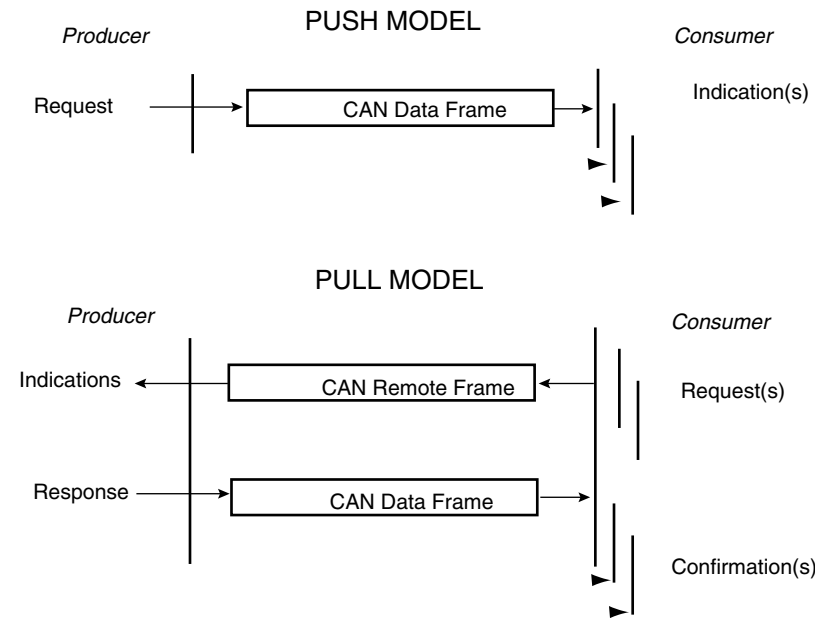 PUSH MODEL
Producer
Consumer
Request
CAN Data Frame
Indication(s)
PULL MODEL
Producer
Consumer
Indications
CAN Remote Frame
Request(s)
Response
CAN Data Frame
Confirmation(s)